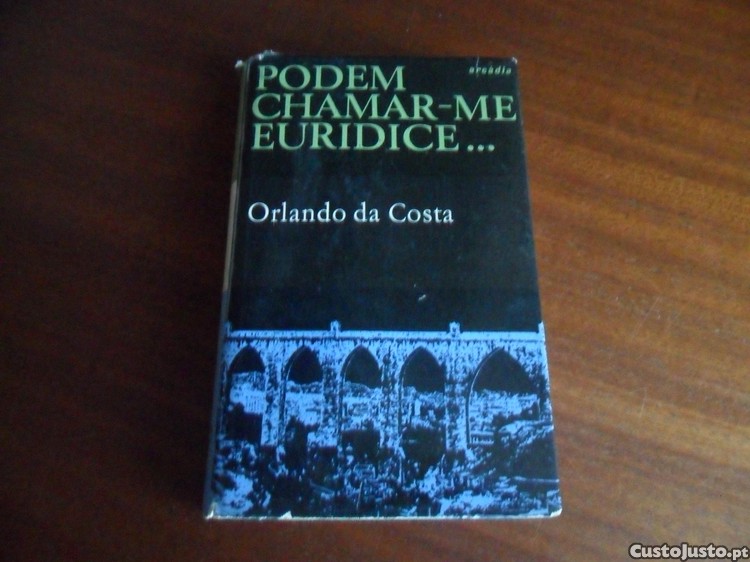 arcádia
PODEM
CHAMAR-ME
EURIDICE...
Orlando da Costa
CustoJusto.pt